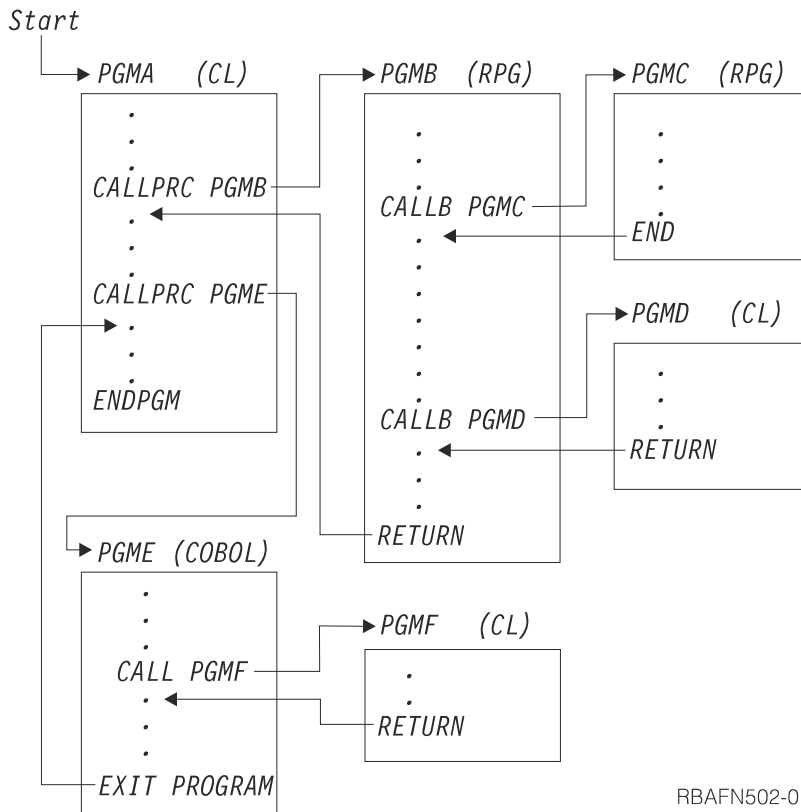 Start
PGMA (CL)
.
.
.
CALLPRC PGMB
.
.
.
CALLPRC PGME
.
.
.
ENDPGM
PGMB (RPG)
.
.
.
CALLB PGMC
.
.
.
.
.
.
.
CALLB PGMD
.
.
.
RETURN
PGMC (RPG)
.
.
.
.
END
PGMD (CL)
.
.
.
RETURN
PGME (COBOL)
.
.
.
CALL PGMF
.
.
.
EXIT PROGRAM
PGMF (CL)
.
.
RETURN
RBAFN502-0